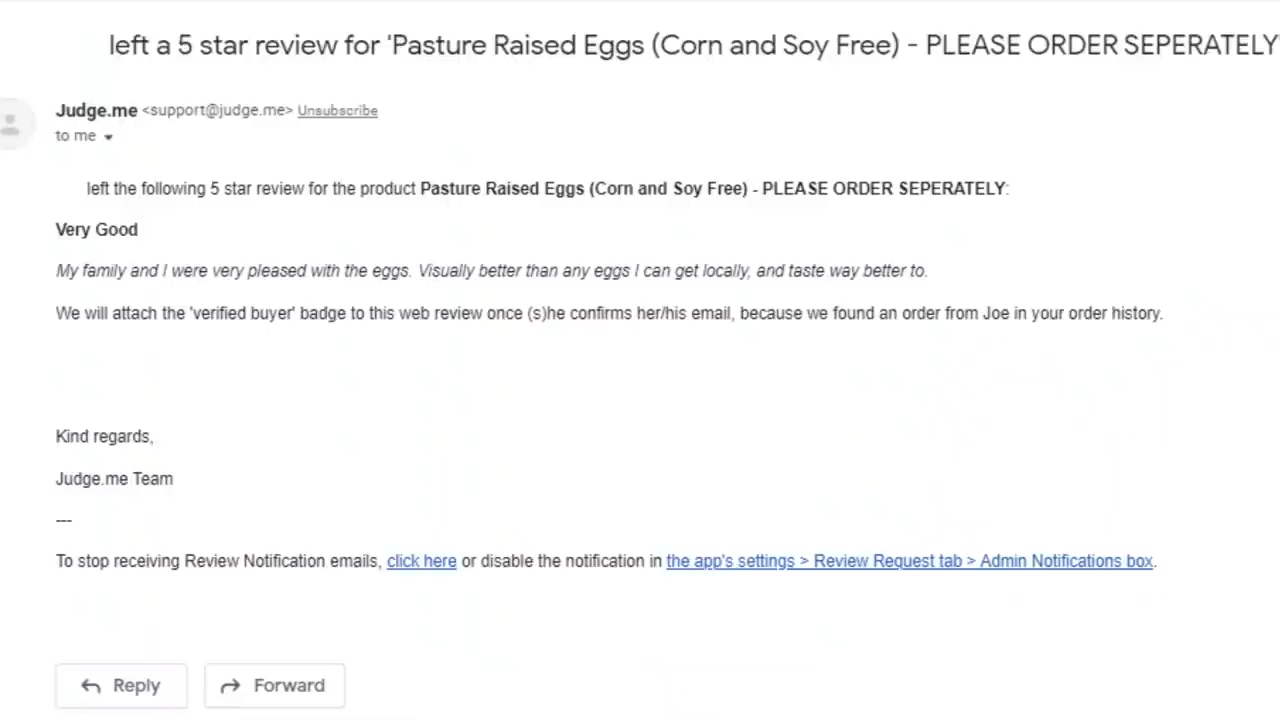 left a 5 star review for 'Pasture Raised Eggs (Corn and Soy Free) - PLEASE ORDER SEPERATELY'
Judge.me <support@judge.me> Unsubscribe
to me
left the following 5 star review for the product Pasture Raised Eggs (Corn and Soy Free) - PLEASE ORDER SEPERATELY:
Very Good
My family and I were very pleased with the eggs. Visually better than any eggs I can get locally, and taste way better to.
We will attach the 'verified buyer' badge to this web review once (s)he confirms her/his email, because we found an order from Joe in your order history.
Kind regards,
Judge.me Team
---
To stop receiving Review Notification emails, click here or disable the notification in the app's settings > Review Request tab > Admin Notifications box.
Reply Forward